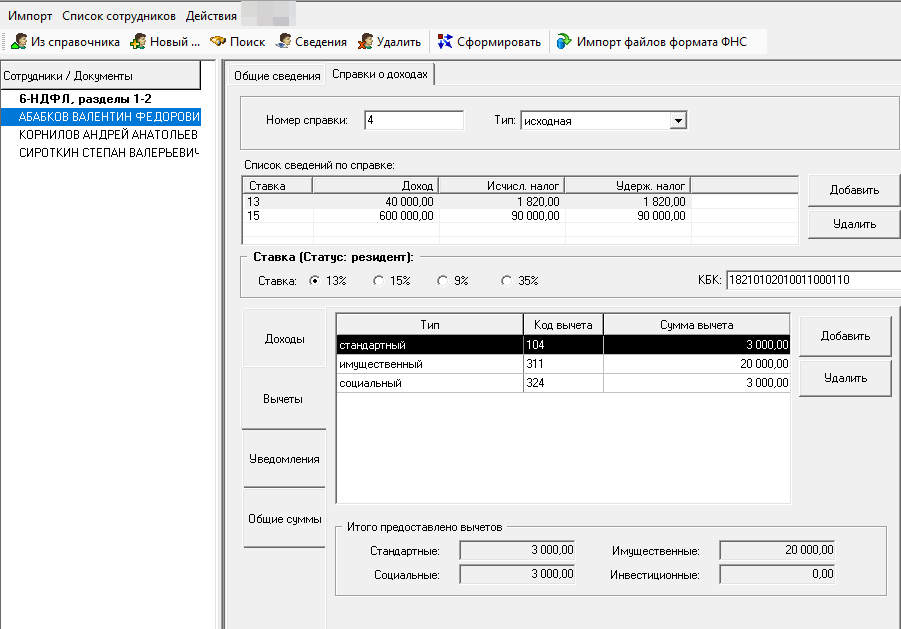 Импорт Список сотрудников Действия
Из справочника Новый ... Поиск Сведения Удалить Сформировать Импорт файлов формата ФНС
Сотрудники / Документы
6-НДФЛ, разделы 1-2
АБАБКОВ ВАЛЕНТИН ФЕДОРОВИ
КОРНИЛОВ АНДРЕЙ АНАТОЛЬЕВ
СИРОТКИН СТЕПАН ВАЛЕРЬЕВИЧ
Общие сведения Справки о доходах
Номер справки: 4 Тип: исходная
Список сведений по справке:
Ставка Доход Исчисл. налог Удерж. налог
13 40 000,00 1 820,00 1 820,00
15 600 000,00 90 000,00 90 000,00
Добавить
Удалить
Ставка (Статус: резидент):
Ставка: 13% 15% 9% 35% КБК: 18210102010011000110
Доходы
Вычеты
Уведомления
Общие суммы
Тип Код вычета Сумма вычета
стандартный 104 3 000,00
имущественный 311 20 000,00
социальный 324 3 000,00
Добавить
Удалить
Итого предоставлено вычетов
Стандартные: 3 000,00 Имущественные: 20 000,00
Социальные: 3 000,00 Инвестиционные: 0,00